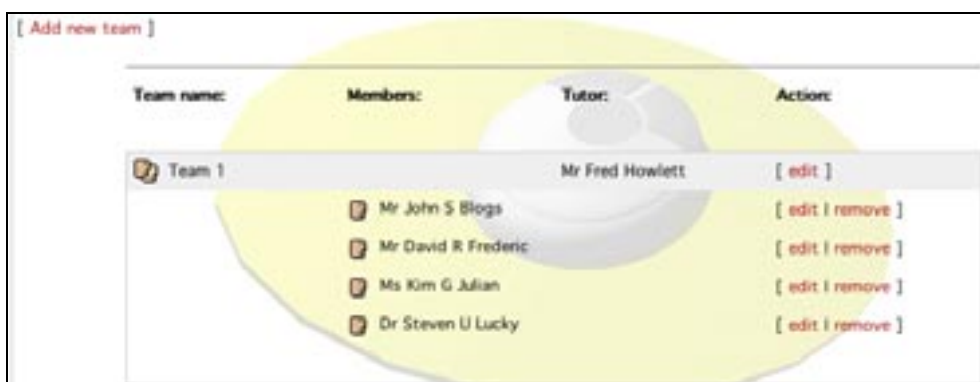 [ Add new team ]
Team name: Members: Tutor: Action:
Team 1 Mr Fred Howlett [ edit ]
Mr John S Blogs [ edit | remove ]
Mr David R Frederic [ edit | remove ]
Ms Kim G Julian [ edit | remove ]
Dr Steven U Lucky [ edit | remove ]